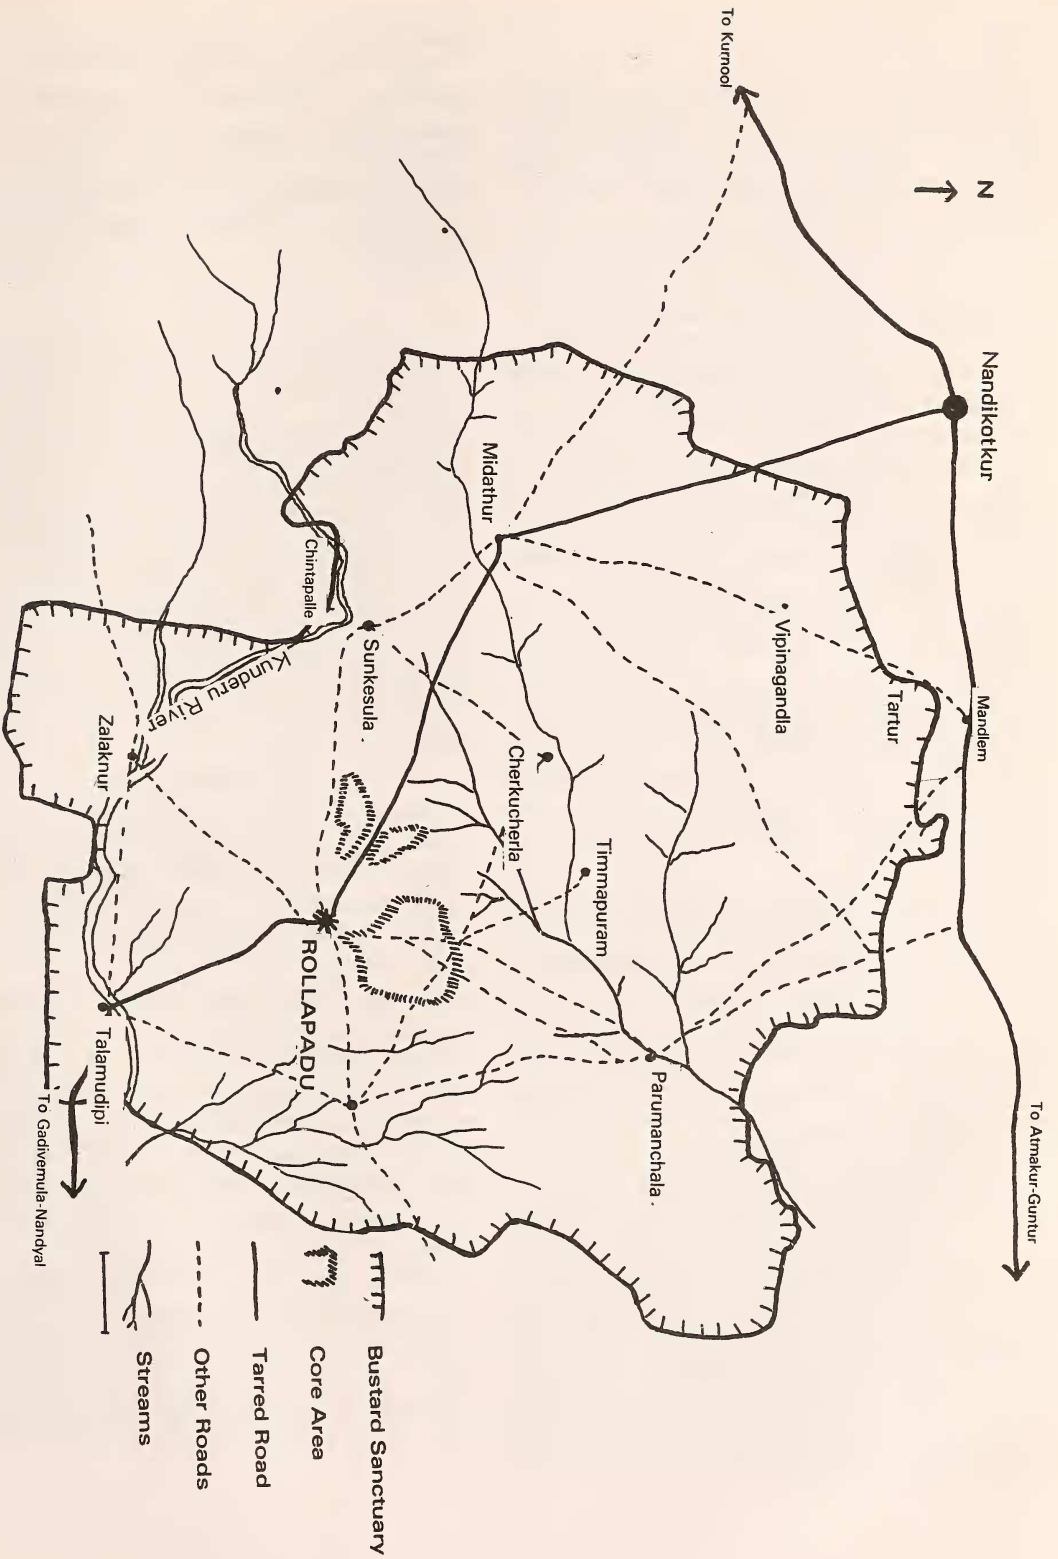 To Kurnool
N
Nandikotkur
To Atmakur-Guntur
Mandlem
Tartur
Vipinagandla
Midathur
Timmapuram
Parumanchala
Cherkucherla
Sunkesula
Chintapalle
Kunderu River
ROLLAPADU
Zalaknur
Talamudipi
To Gadivemula-Nandyal
Bustard Sanctuary
Core Area
Tarred Road
Other Roads
Streams